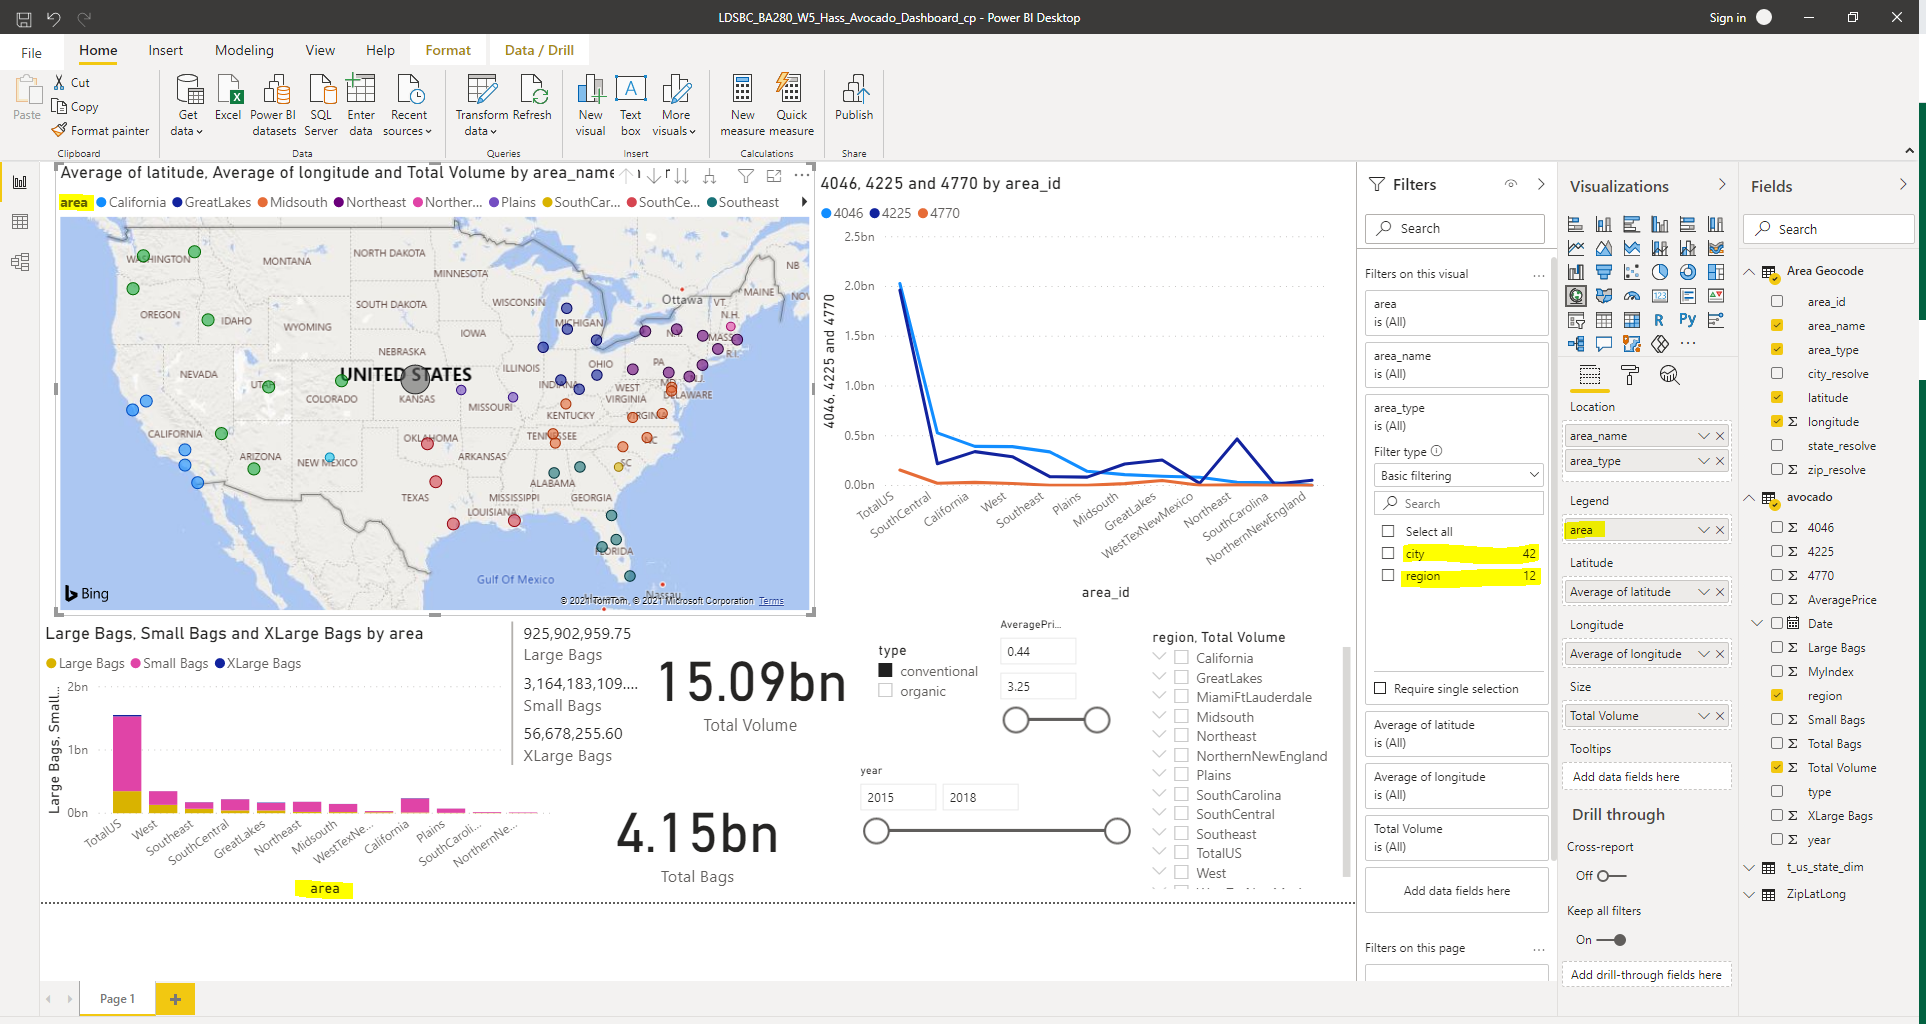 LDSBC_BA280_W5_Hass_Avocado_Dashboard_cp - Power BI Desktop
Sign in
File
Home
Insert
Modeling
View
Help
Format
Data / Drill
Paste
Cut
Copy
Format painter
Clipboard
Get data
Excel
Power BI datasets
SQL Server
Enter data
Recent sources
Data
Transform data
Refresh
Queries
New visual
Text box
More visuals
Insert
New measure
Quick measure
Calculations
Publish
Share
Average of latitude, Average of longitude and Total Volume by area_name
area California GreatLakes Midsouth Northeast Norther... Plains SouthCar... SouthCe... Southeast
WASHINGTON
MONTANA
NORTH DAKOTA
MINNESOTA
OREGON
IDAHO
SOUTH DAKOTA
WISCONSIN
MICHIGAN
Ottawa
VT.
MAINE
NB
N.H.
MASS
R.I.
WYOMING
IOWA
NEBRASKA
NEVADA
UTAH
UNITED STATES
COLORADO
KANSAS
ILLINOIS
INDIANA
OHIO
PA
MISSOURI
WEST VIRGINIA
DELAWARE
KENTUCKY
VIRGINIA
CALIFORNIA
ARIZONA
NEW MEXICO
OKLAHOMA
ARKANSAS
TENNESSEE
NC
SC
TEXAS
LOUISIANA
MISSISSIPPI
ALABAMA
GEORGIA
FLORIDA
Gulf Of Mexico
Nassau
Bing
© 2021 TomTom, © 2021 Microsoft Corporation Terms
4046, 4225 and 4770 by area_id
4046 4225 4770
4046, 4225 and 4770
2.5bn
2.0bn
1.5bn
1.0bn
0.5bn
0.0bn
TotalUS
SouthCentral
California
West
Southeast
Plains
Midsouth
GreatLakes
WestTexNewMexico
Northeast
SouthCarolina
NorthernNewEngland
area_id
Large Bags, Small Bags and XLarge Bags by area
Large Bags Small Bags XLarge Bags
Large Bags, Small...
2bn
1bn
0bn
TotalUS
West
Southeast
SouthCentral
GreatLakes
Northeast
Midsouth
WestTexNe...
California
Plains
SouthCaroli...
NorthernNe...
area
925,902,959.75
Large Bags
3,164,183,109....
Small Bags
56,678,255.60
XLarge Bags
15.09bn
Total Volume
4.15bn
Total Bags
type
conventional
organic
AveragePri...
0.44
3.25
year
2015
2018
region, Total Volume
California
GreatLakes
MiamiFtLauderdale
Midsouth
Northeast
NorthernNewEngland
Plains
SouthCarolina
SouthCentral
Southeast
TotalUS
West
Page 1
Filters
Search
Filters on this visual
area
is (All)
area_name
is (All)
area_type
is (All)
Filter type
Basic filtering
Search
Select all
city 42
region 12
Require single selection
Average of latitude
is (All)
Average of longitude
is (All)
Total Volume
is (All)
Add data fields here
Filters on this page
Visualizations
R
Py
123
Location
area_name
area_type
Legend
area
Latitude
Average of latitude
Longitude
Average of longitude
Size
Total Volume
Tooltips
Add data fields here
Drill through
Cross-report
Off
Keep all filters
On
Add drill-through fields here
Fields
Search
Area Geocode
area_id
area_name
area_type
city_resolve
latitude
longitude
state_resolve
zip_resolve
avocado
4046
4225
4770
AveragePrice
Date
Large Bags
MyIndex
region
Small Bags
Total Bags
Total Volume
type
XLarge Bags
year
t_us_state_dim
ZipLatLong